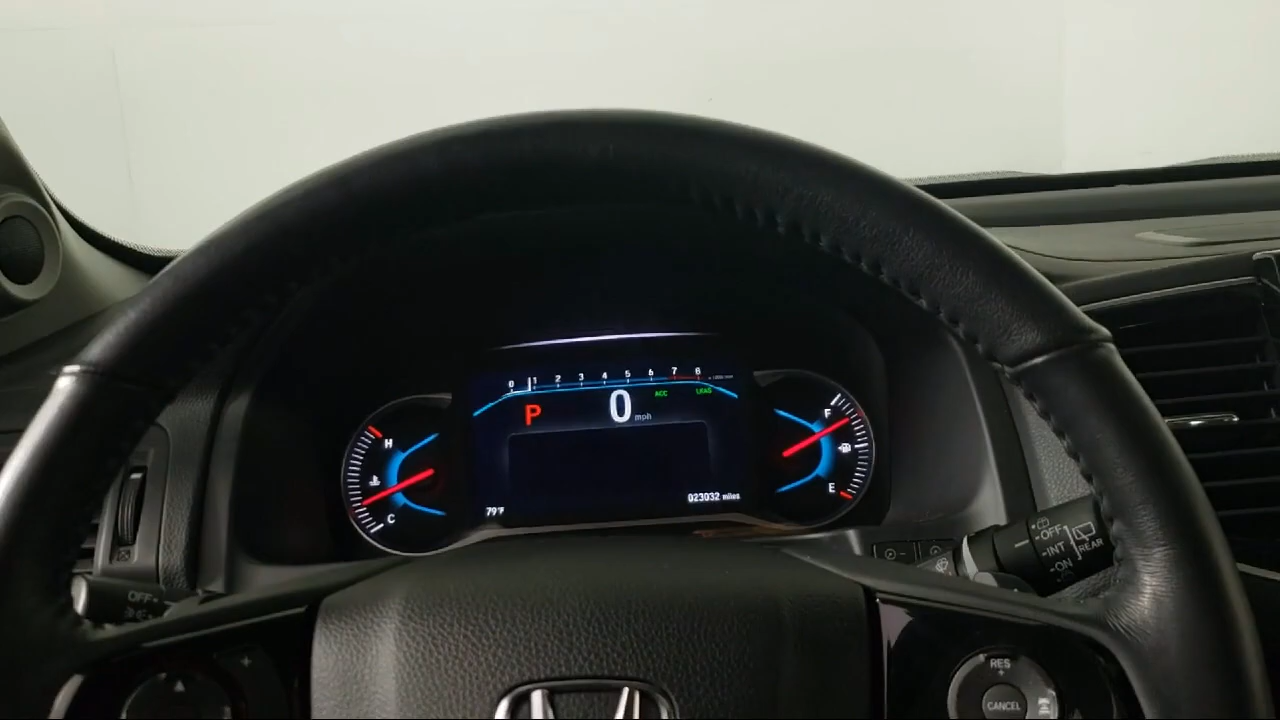 0 1 2 3 4 5 6 7 8
ACC LKAS
P 0 mph
H
C
F
E
79°F
023032 miles
OFF
INT
ON
REAR
OFF
RES
+
CANCEL
+